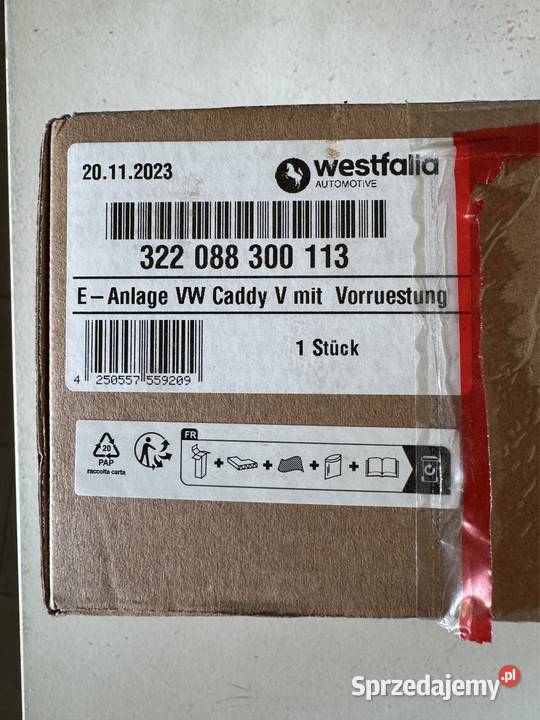 20.11.2023
westfalia
AUTOMOTIVE
322 088 300 113
E-Anlage VW Caddy V mit Vorruestung
1 Stück
4 250557 559209
FR
20
PAP
raccolta carta
Sprzedajemy.pl